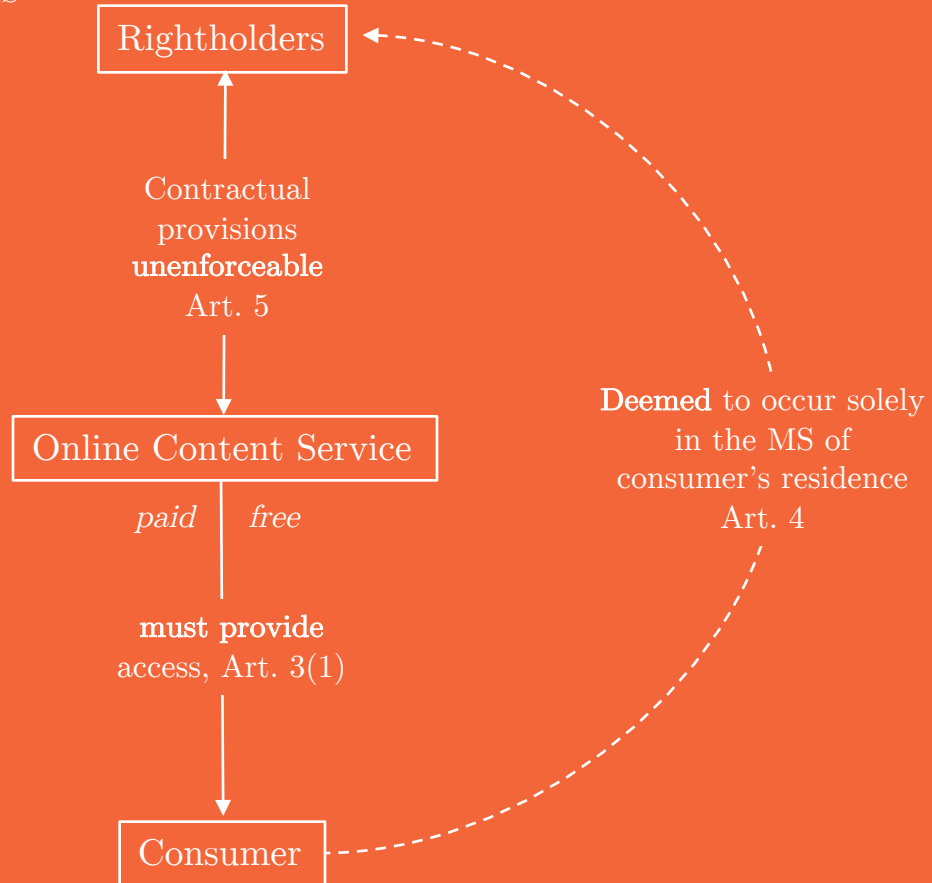 Rightholders
Contractual
provisions
unenforceable
Art. 5
Deemed to occur solely
in the MS of
consumer's residence
Art. 4
Online Content Service
paid free
must provide
access, Art. 3(1)
Consumer